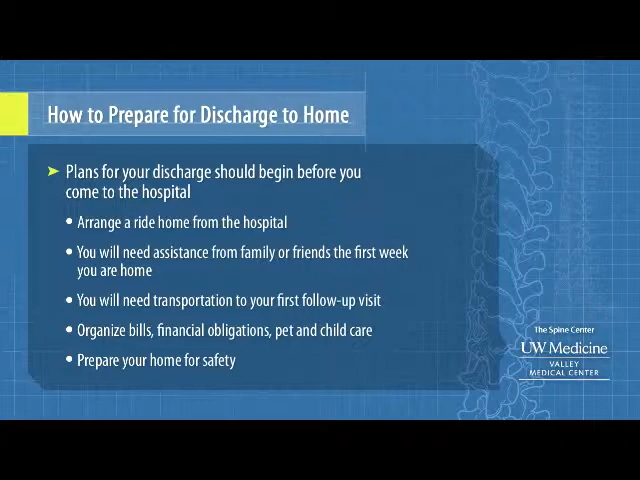 How to Prepare for Discharge to Home
➤ Plans for your discharge should begin before you
come to the hospital
• Arrange a ride home from the hospital
• You will need assistance from family or friends the first week
you are home
• You will need transportation to your first follow-up visit
• Organize bills, financial obligations, pet and child care
• Prepare your home for safety
The Spine Center
UW Medicine
VALLEY
MEDICAL CENTER